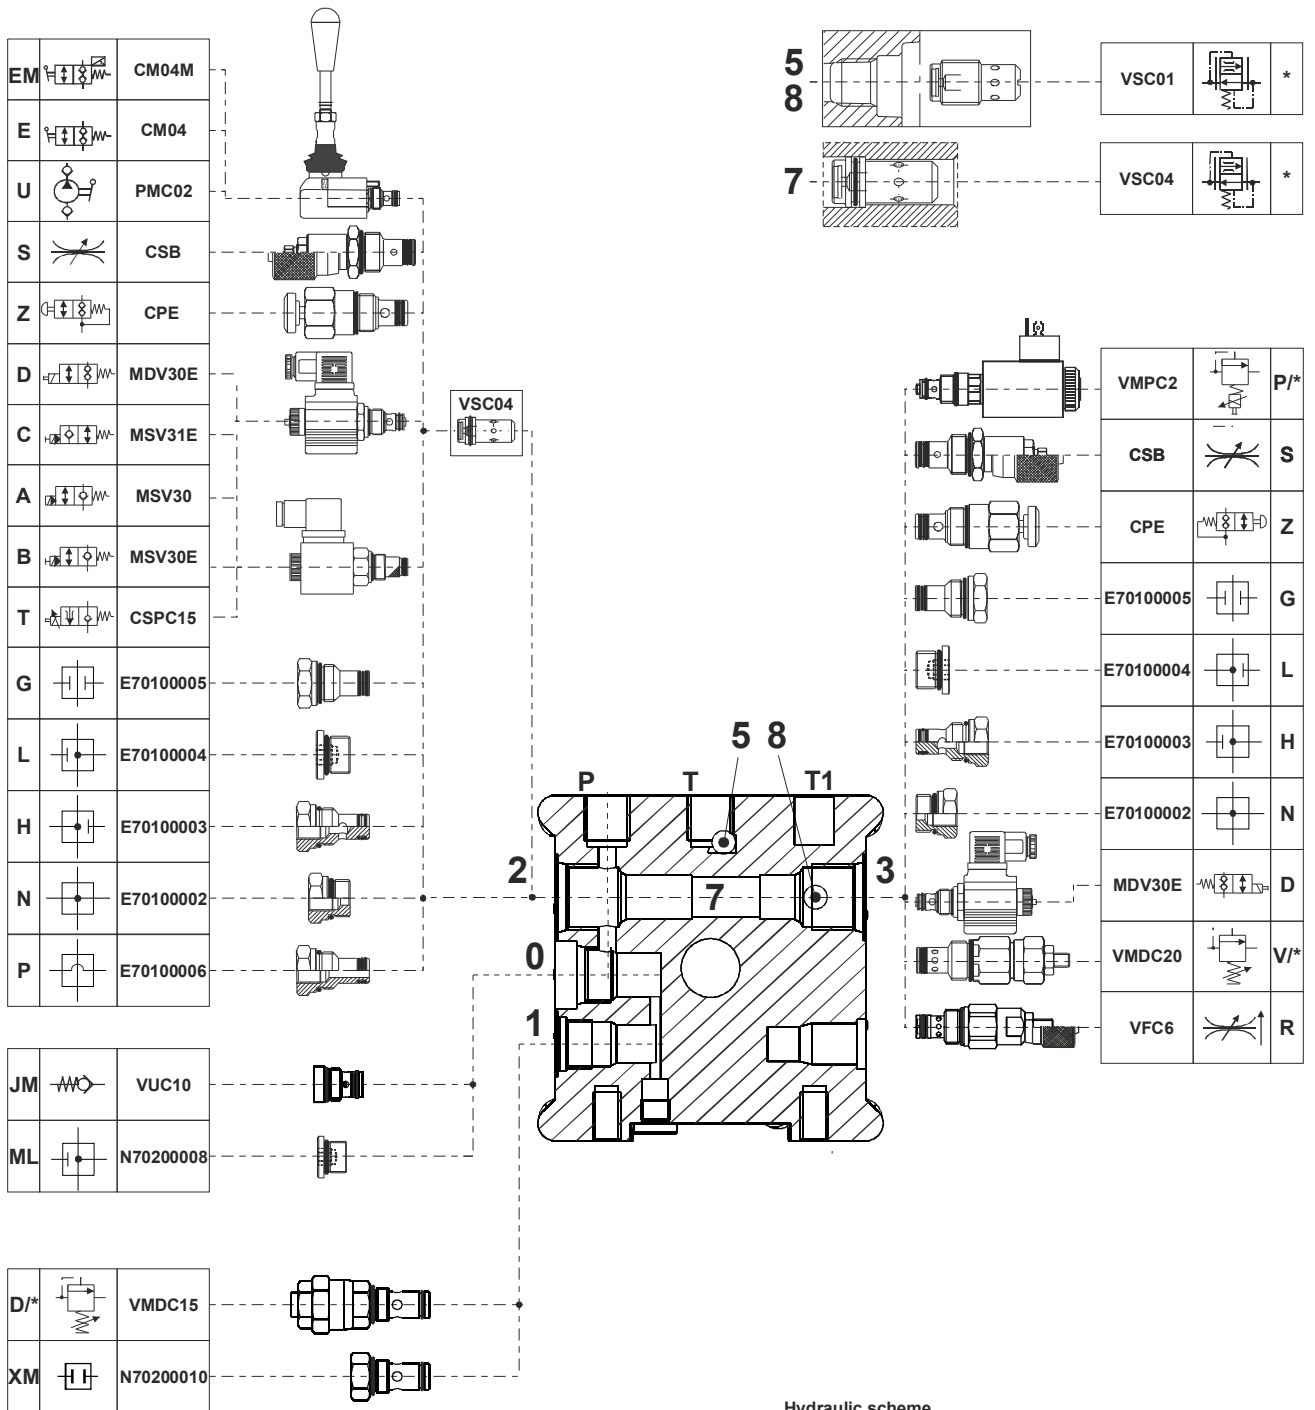 EM CM04M
E CM04
U PMC02
S CSB
Z CPE
D MDV30E
C MSV31E
A MSV30
B MSV30E
T CSPC15
G E70100005
L E70100004
H E70100003
N E70100002
P E70100006
JM VUC10
ML N70200008
D/* VMDC15
XM N70200010
VSC04
5
8
VSC01 *
7
VSC04 *
VMPC2 P/*
CSB S
CPE Z
E70100005 G
E70100004 L
E70100003 H
E70100002 N
MDV30E D
VMDC20 V/*
VFC6 R
5 8
P T T1
2 7 3
0
1
Hydraulic scheme